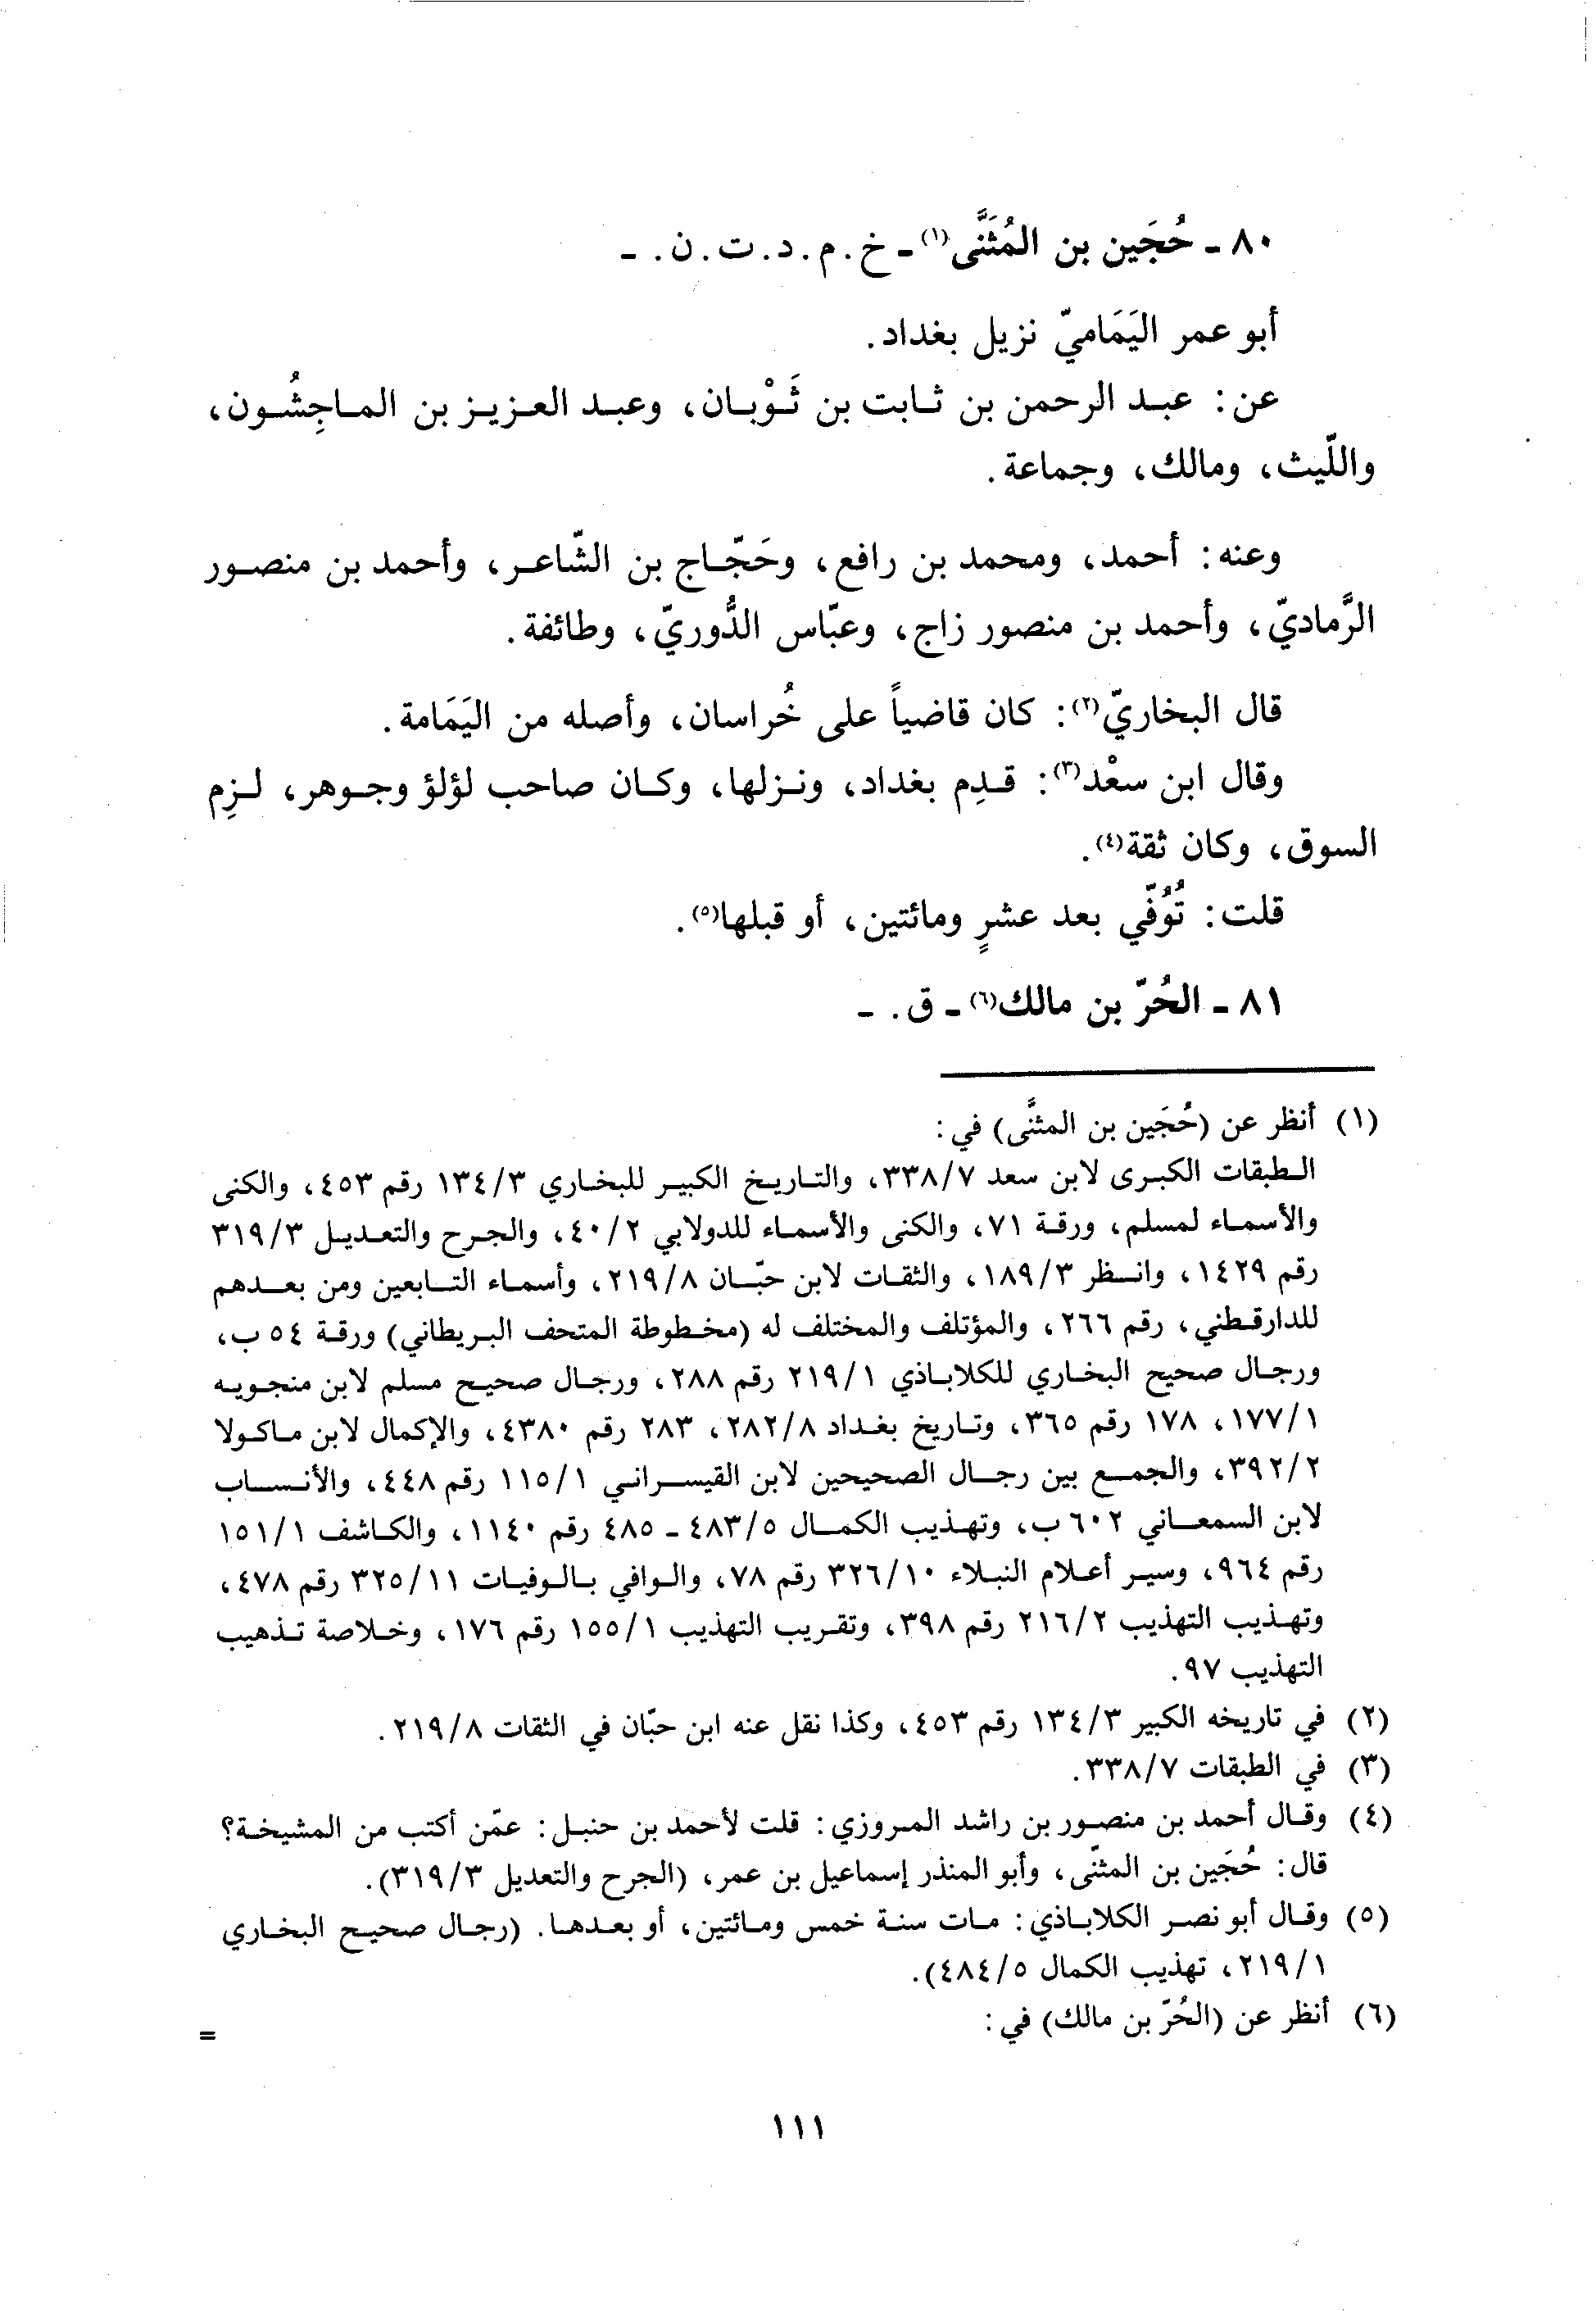 ٨٠ - حُجَين بن المُثَنَّى(١) - خ. م. د. ت. ن. -
أبو عمر اليَمَاميّ نزيل بغداد.
عن: عبد الرحمن بن ثابت بن ثَوْبان، وعبد العزيز بن الماجِشُون،
واللّيث، ومالك، وجماعة.
وعنه: أحمد، ومحمد بن رافع، وحَجّاج بن الشّاعر، وأحمد بن منصور
الرَّماديّ، وأحمد بن منصور زاج، وعبّاس الدُّوريّ، وطائفة.
قال البخاريّ(٢): كان قاضياً على خُراسان، وأصله من اليَمَامة.
وقال ابن سعْد(٣): قدِم بغداد، ونزلها، وكان صاحب لؤلؤ وجوهر، لزِم
السوق، وكان ثقة(٤).
قلت: تُوُفّي بعد عشرٍ ومائتين، أو قبلها(٥).
٨١ - الحُرّ بن مالك(٦) - ق. -
(١) أنظر عن (حُجَين بن المثنَّى) في:
الطبقات الكبرى لابن سعد ٣٣٨/٧، والتاريخ الكبير للبخاري ١٣٤/٣ رقم ٤٥٣، والكنى
والأسماء لمسلم، ورقة ٧١، والكنى والأسماء للدولابي ٤٠/٢، والجرح والتعديل ٣١٩/٣
رقم ١٤٢٩، وانظر ١٨٩/٣، والثقات لابن حبّان ٢١٩/٨، وأسماء التابعين ومن بعدهم
للدارقطني، رقم ٢٦٦، والمؤتلف والمختلف له (مخطوطة المتحف البريطاني) ورقة ٥٤ ب،
ورجال صحيح البخاري للكلاباذي ٢١٩/١ رقم ٢٨٨، ورجال صحيح مسلم لابن منجويه
١٧٧/١، ١٧٨ رقم ٣٦٥، وتاريخ بغداد ٢٨٢/٨، ٢٨٣ رقم ٤٣٨٠، والإكمال لابن ماكولا
٣٩٢/٢، والجمع بين رجال الصحيحين لابن القيسراني ١١٥/١ رقم ٤٤٨، والأنساب
لابن السمعاني ٦٠٢ ب، وتهذيب الكمال ٤٨٣/٥ - ٤٨٥ رقم ١١٤٠، والكاشف ١٥١/١
رقم ٩٦٤، وسير أعلام النبلاء ٣٢٦/١٠ رقم ٧٨، والوافي بالوفيات ٣٢٥/١١ رقم ٤٧٨،
وتهذيب التهذيب ٢١٦/٢ رقم ٣٩٨، وتقريب التهذيب ١٥٥/١ رقم ١٧٦، وخلاصة تذهيب
التهذيب ٩٧.
(٢) في تاريخه الكبير ١٣٤/٣ رقم ٤٥٣، وكذا نقل عنه ابن حبّان في الثقات ٢١٩/٨.
(٣) في الطبقات ٣٣٨/٧.
(٤) وقال أحمد بن منصور بن راشد المروزي: قلت لأحمد بن حنبل: عمّن أكتب من المشيخة؟
قال: حُجَين بن المثنّى، وأبو المنذر إسماعيل بن عمر، (الجرح والتعديل ٣١٩/٣).
(٥) وقال أبو نصر الكلاباذي: مات سنة خمس ومائتين، أو بعدها. (رجال صحيح البخاري
٢١٩/١، تهذيب الكمال ٤٨٤/٥).
(٦) أنظر عن (الحُرّ بن مالك) في:
=
١١١